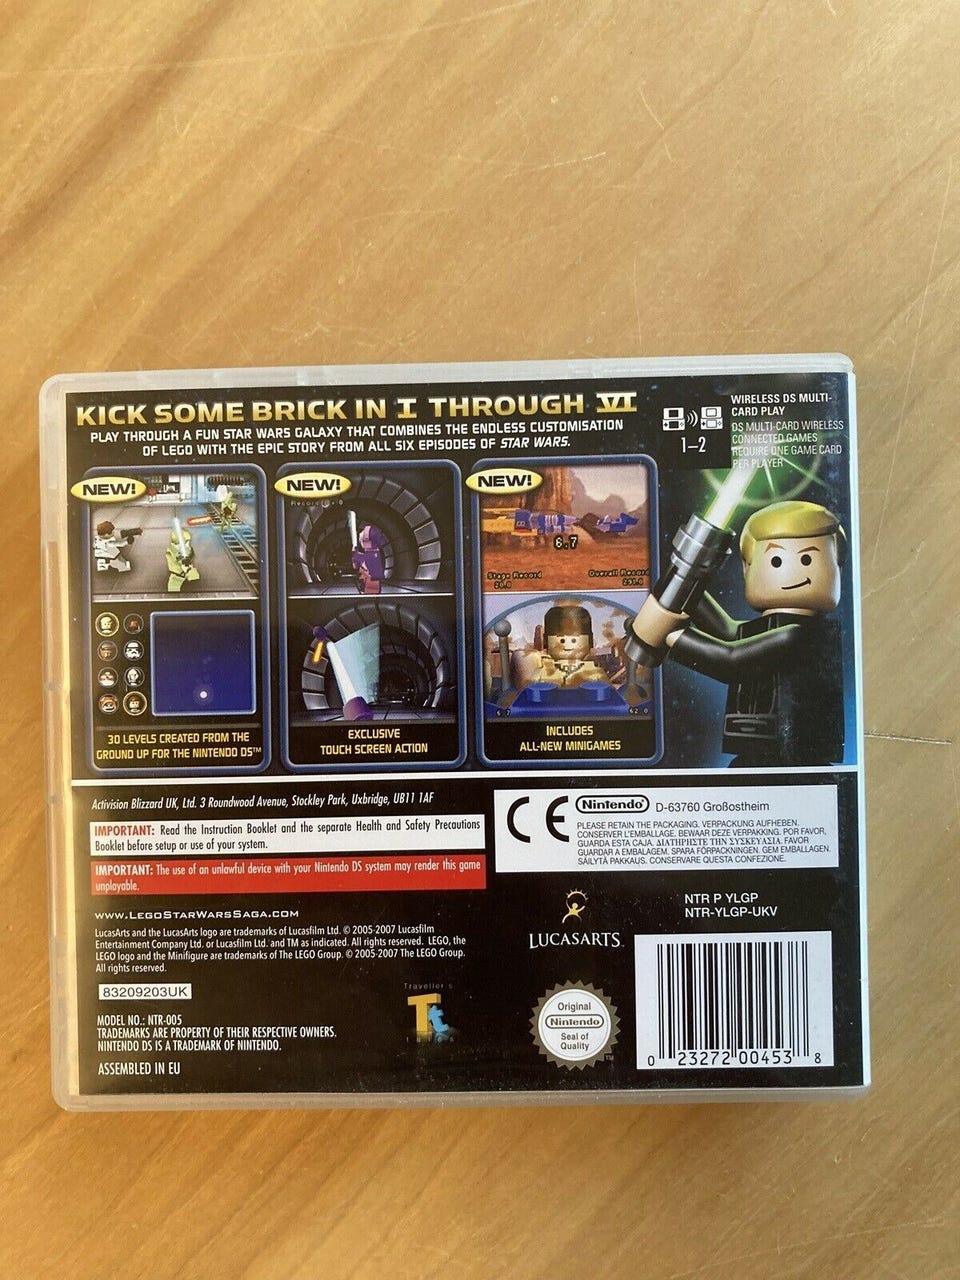 KICK SOME BRICK IN I THROUGH VI
PLAY THROUGH A FUN STAR WARS GALAXY THAT COMBINES THE ENDLESS CUSTOMISATION
OF LEGO WITH THE EPIC STORY FROM ALL SIX EPISODES OF STAR WARS.
1–2
WIRELESS DS MULTI-
CARD PLAY
DS MULTI-CARD WIRELESS
CONNECTED GAMES
REQUIRE ONE GAME CARD
PER PLAYER
NEW!
30 LEVELS CREATED FROM THE
GROUND UP FOR THE NINTENDO DS™
NEW!
EXCLUSIVE
TOUCH SCREEN ACTION
NEW!
6.7
Stage Record
Overall Record
INCLUDES
ALL-NEW MINIGAMES
Activision Blizzard UK, Ltd. 3 Roundwood Avenue, Stockley Park, Uxbridge, UB11 1AF
IMPORTANT: Read the Instruction Booklet and the separate Health and Safety Precautions
Booklet before setup or use of your system.
IMPORTANT: The use of an unlawful device with your Nintendo DS system may render this game
unplayable.
CE
Nintendo D-63760 Großostheim
PLEASE RETAIN THE PACKAGING. VERPACKUNG AUFHEBEN.
CONSERVER L'EMBALLAGE. BEWAAR DEZE VERPAKKING. POR FAVOR,
GUARDA ESTA CAJA. ΔΙΑΤΗΡΗΣΤΕ ΤΗΝ ΣΥΣΚΕΥΑΣΙΑ. FAVOR
GUARDAR A EMBALAGEM. SPARA FÖRPACKNINGEN. GEM EMBALLAGEN.
SÄILYTÄ PAKKAUS. CONSERVARE QUESTA CONFEZIONE.
WWW.LEGOSTARWARSSAGA.COM
LucasArts and the LucasArts logo are trademarks of Lucasfilm Ltd. © 2005-2007 Lucasfilm
Entertainment Company Ltd. or Lucasfilm Ltd. and TM as indicated. All rights reserved. LEGO, the
LEGO logo and the Minifigure are trademarks of The LEGO Group. © 2005-2007 The LEGO Group.
All rights reserved.
83209203UK
MODEL NO.: NTR-005
TRADEMARKS ARE PROPERTY OF THEIR RESPECTIVE OWNERS.
NINTENDO DS IS A TRADEMARK OF NINTENDO.
ASSEMBLED IN EU
Traveller's
Tt
LUCASARTS
Original
Nintendo
Seal of
Quality
TM
NTR P YLGP
NTR-YLGP-UKV
0 23272 00453 8